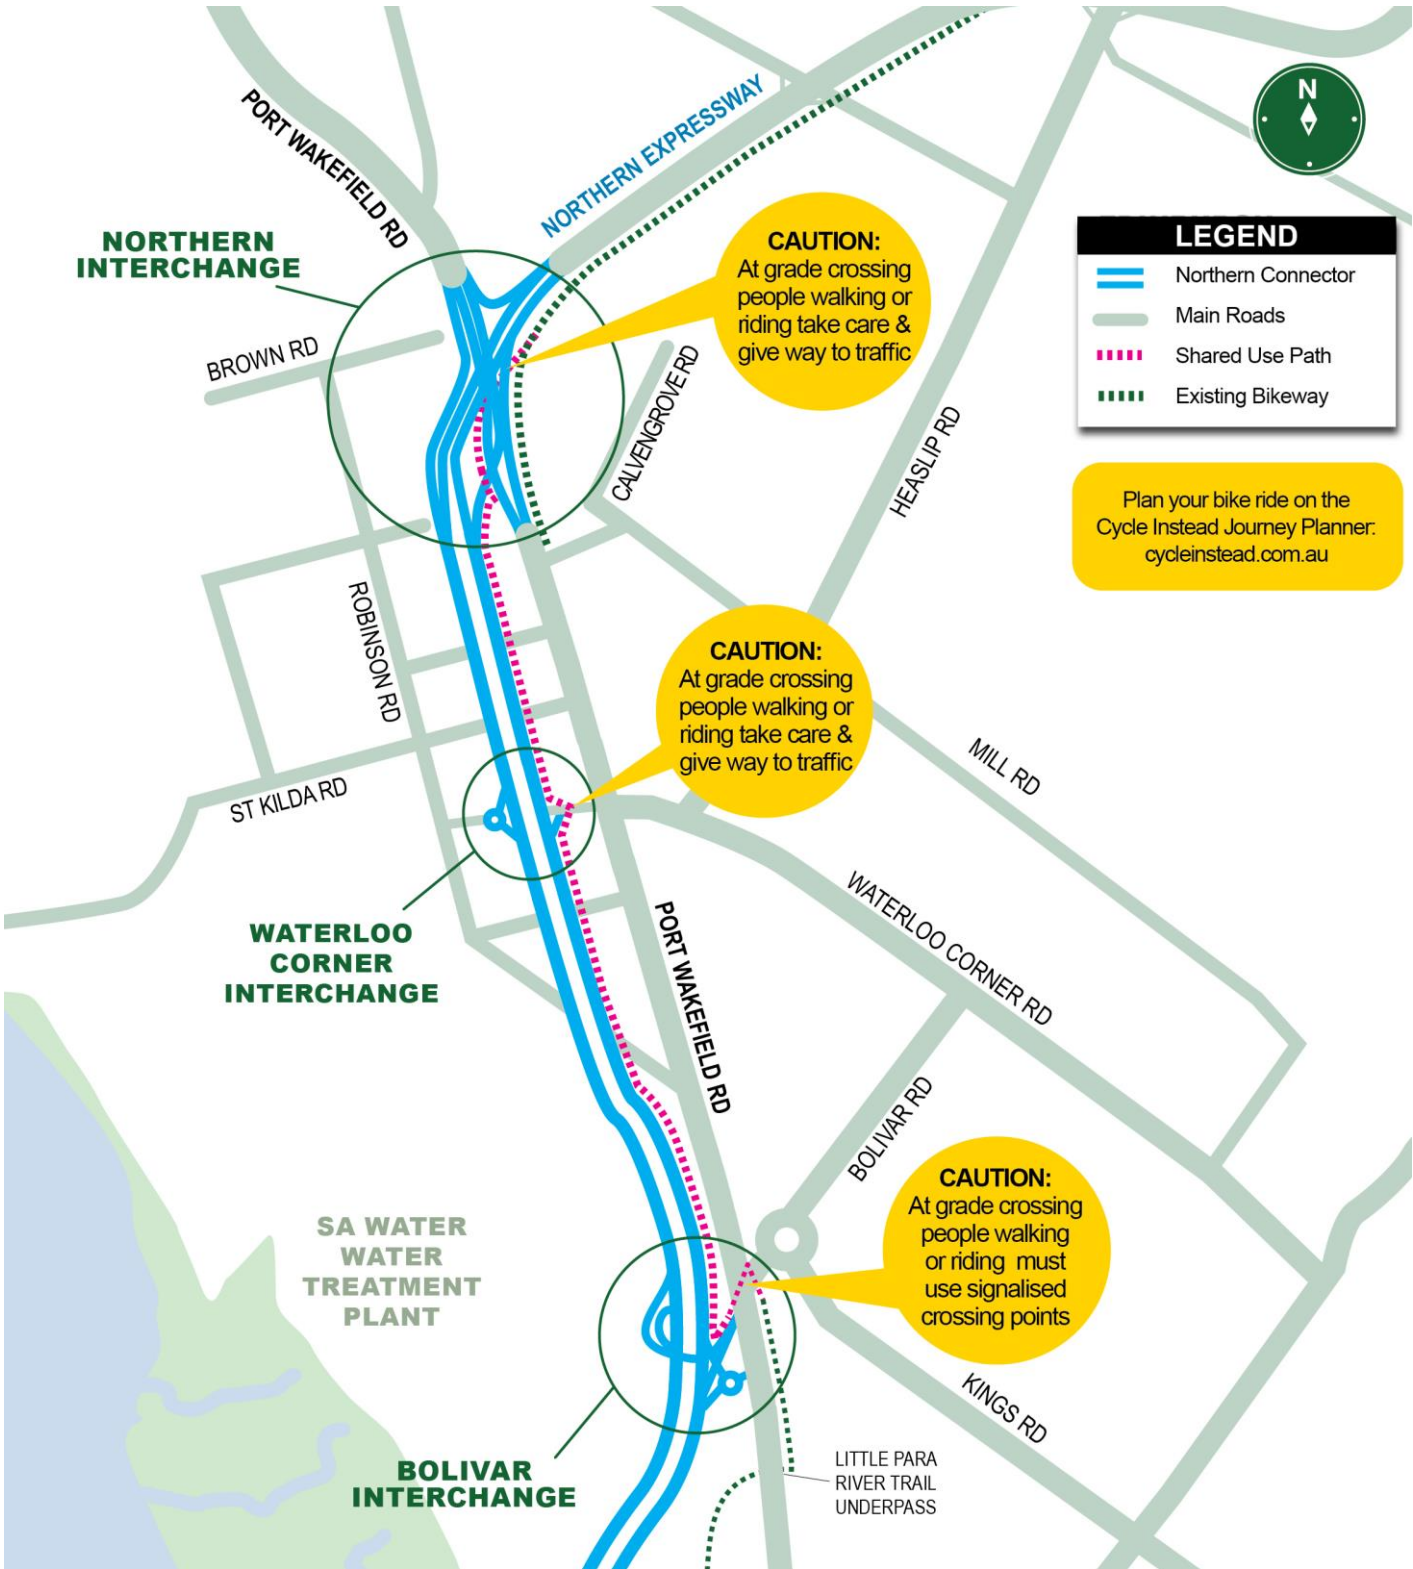 PORT WAKEFIELD RD
NORTHERN EXPRESSWAY
N
NORTHERN
INTERCHANGE
CAUTION:
At grade crossing
people walking or
riding take care &
give way to traffic
LEGEND
Northern Connector
Main Roads
Shared Use Path
Existing Bikeway
BROWN RD
CALVENGROVE RD
HEASLIP RD
Plan your bike ride on the
Cycle Instead Journey Planner:
cycleinstead.com.au
ROBINSON RD
CAUTION:
At grade crossing
people walking or
riding take care &
give way to traffic
ST KILDA RD
MILL RD
WATERLOO
CORNER
INTERCHANGE
PORT WAKEFIELD RD
WATERLOO CORNER RD
BOLIVAR RD
SA WATER
WATER
TREATMENT
PLANT
CAUTION:
At grade crossing
people walking
or riding must
use signalised
crossing points
KINGS RD
BOLIVAR
INTERCHANGE
LITTLE PARA
RIVER TRAIL
UNDERPASS